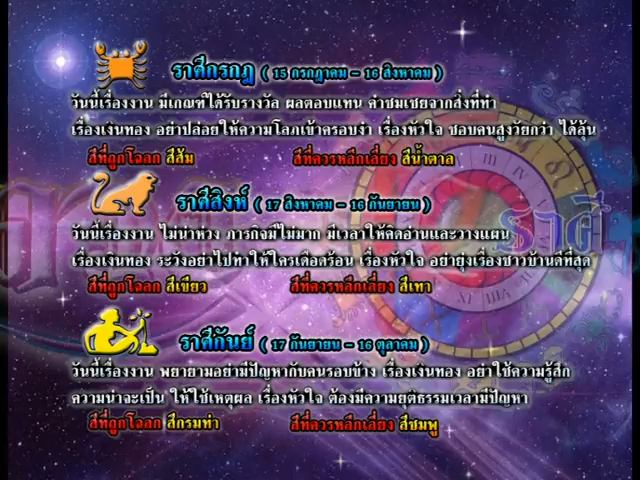 ราศีกรกฎ ( 15 กรกฎาคม - 16 สิงหาคม )
วันนี้เรื่องงาน มีเกณฑ์ได้รับรางวัล ผลตอบแทน คำชมเชยจากสิ่งที่ทำ
เรื่องเงินทอง อย่าปล่อยให้ความโลภเข้าครอบงำ เรื่องหัวใจ ชอบคนสูงวัยกว่า ได้ลุ้น
สีที่ถูกโฉลก สีส้ม สีที่ควรหลีกเลี่ยง สีน้ำตาล
ราศีสิงห์ ( 17 สิงหาคม - 16 กันยายน )
วันนี้เรื่องงาน ไม่น่าห่วง ภารกิจมีไม่มาก มีเวลาให้คิดอ่านและวางแผน
เรื่องเงินทอง ระวังอย่าไปทำให้ใครเดือดร้อน เรื่องหัวใจ อย่ายุ่งเรื่องชาวบ้านดีที่สุด
สีที่ถูกโฉลก สีเขียว สีที่ควรหลีกเลี่ยง สีเทา
ราศีกันย์ ( 17 กันยายน - 16 ตุลาคม )
วันนี้เรื่องงาน พยายามอย่ามีปัญหากับคนรอบข้าง เรื่องเงินทอง อย่าใช้ความรู้สึก
ความน่าจะเป็น ให้ใช้เหตุผล เรื่องหัวใจ ต้องมีความยุติธรรมเวลามีปัญหา
สีที่ถูกโฉลก สีกรมท่า สีที่ควรหลีกเลี่ยง สีชมพู
ราศี